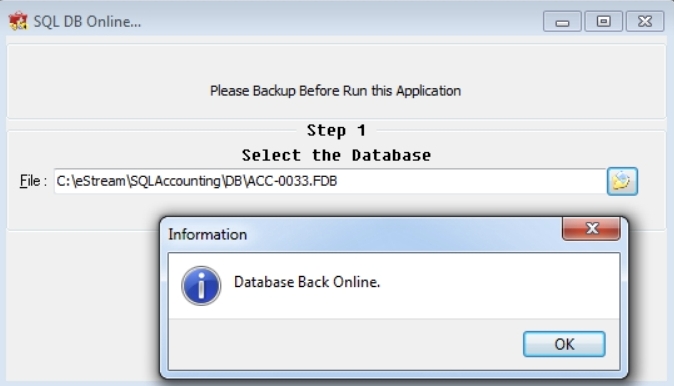 SQL DB Online...
Please Backup Before Run this Application
Step 1
Select the Database
File : C:\eStream\SQLAccounting\DB\ACC-0033.FDB
Information
Database Back Online.
OK